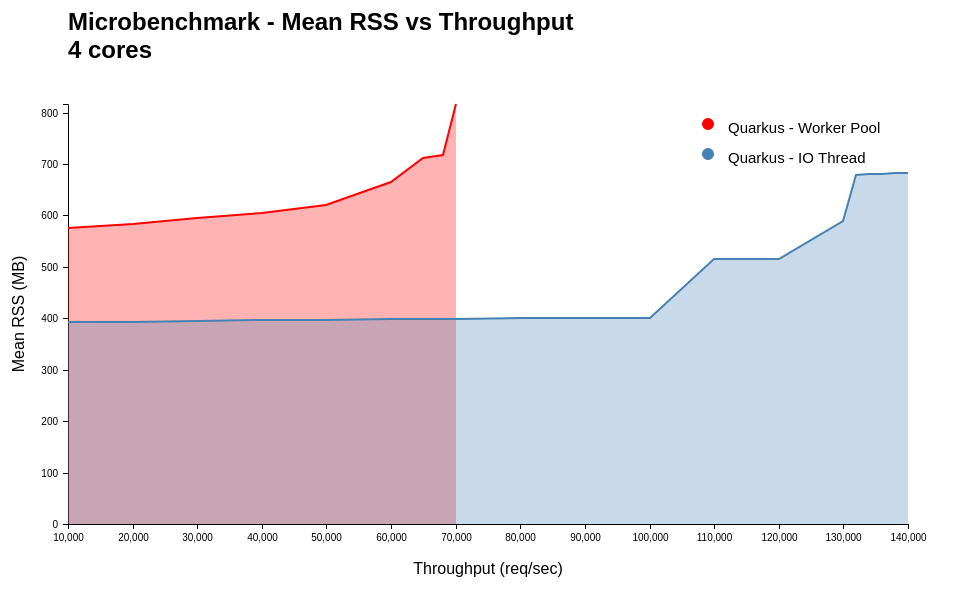 Microbenchmark - Mean RSS vs Throughput
4 cores
Quarkus - Worker Pool
Quarkus - IO Thread
Mean RSS (MB)
800
700
600
500
400
300
200
100
0
10,000 20,000 30,000 40,000 50,000 60,000 70,000 80,000 90,000 100,000 110,000 120,000 130,000 140,000
Throughput (req/sec)